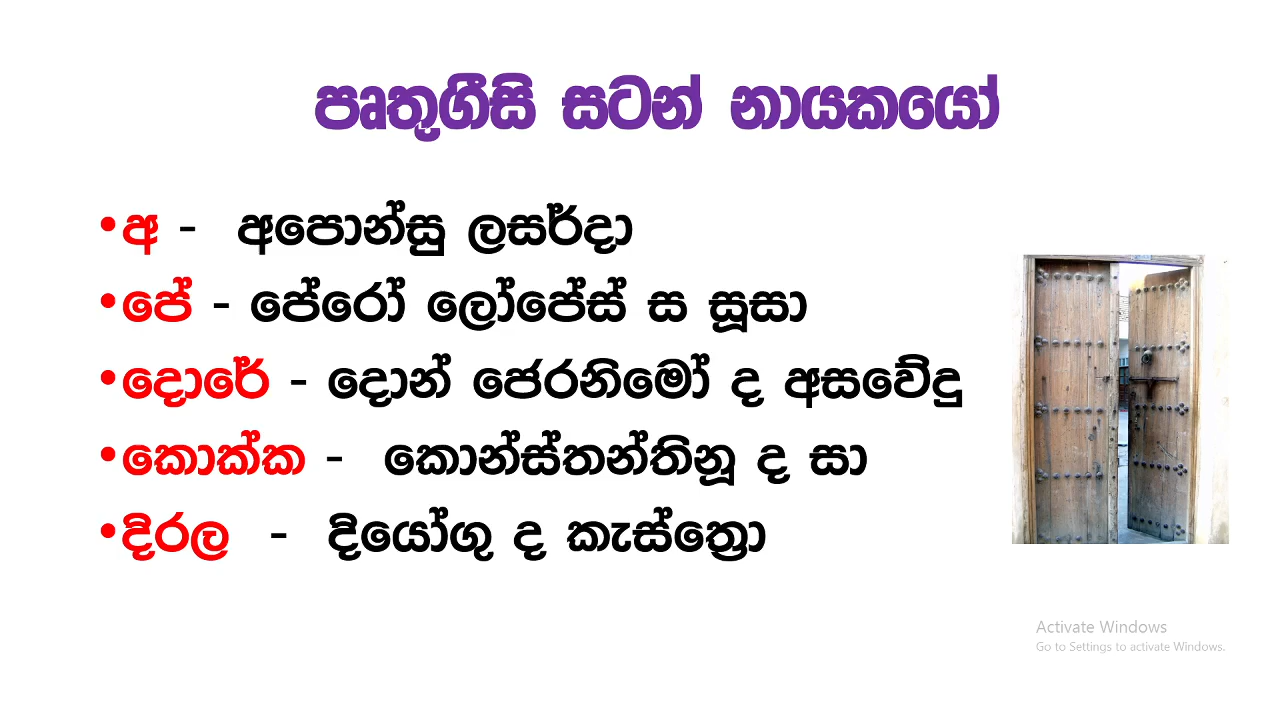 පෘතුගීසි සටන් නායකයෝ
•අ - අපොන්සු ලසර්දා
•පේ - පේරෝ ලෝපේස් ස සූසා
•දොරේ - දොන් ජෙරනිමෝ ද අසවේදු
•කොක්ක - කොන්ස්තන්තිනූ ද සා
•දිරල - දියෝගු ද කැස්ත්‍රො
Activate Windows
Go to Settings to activate Windows.